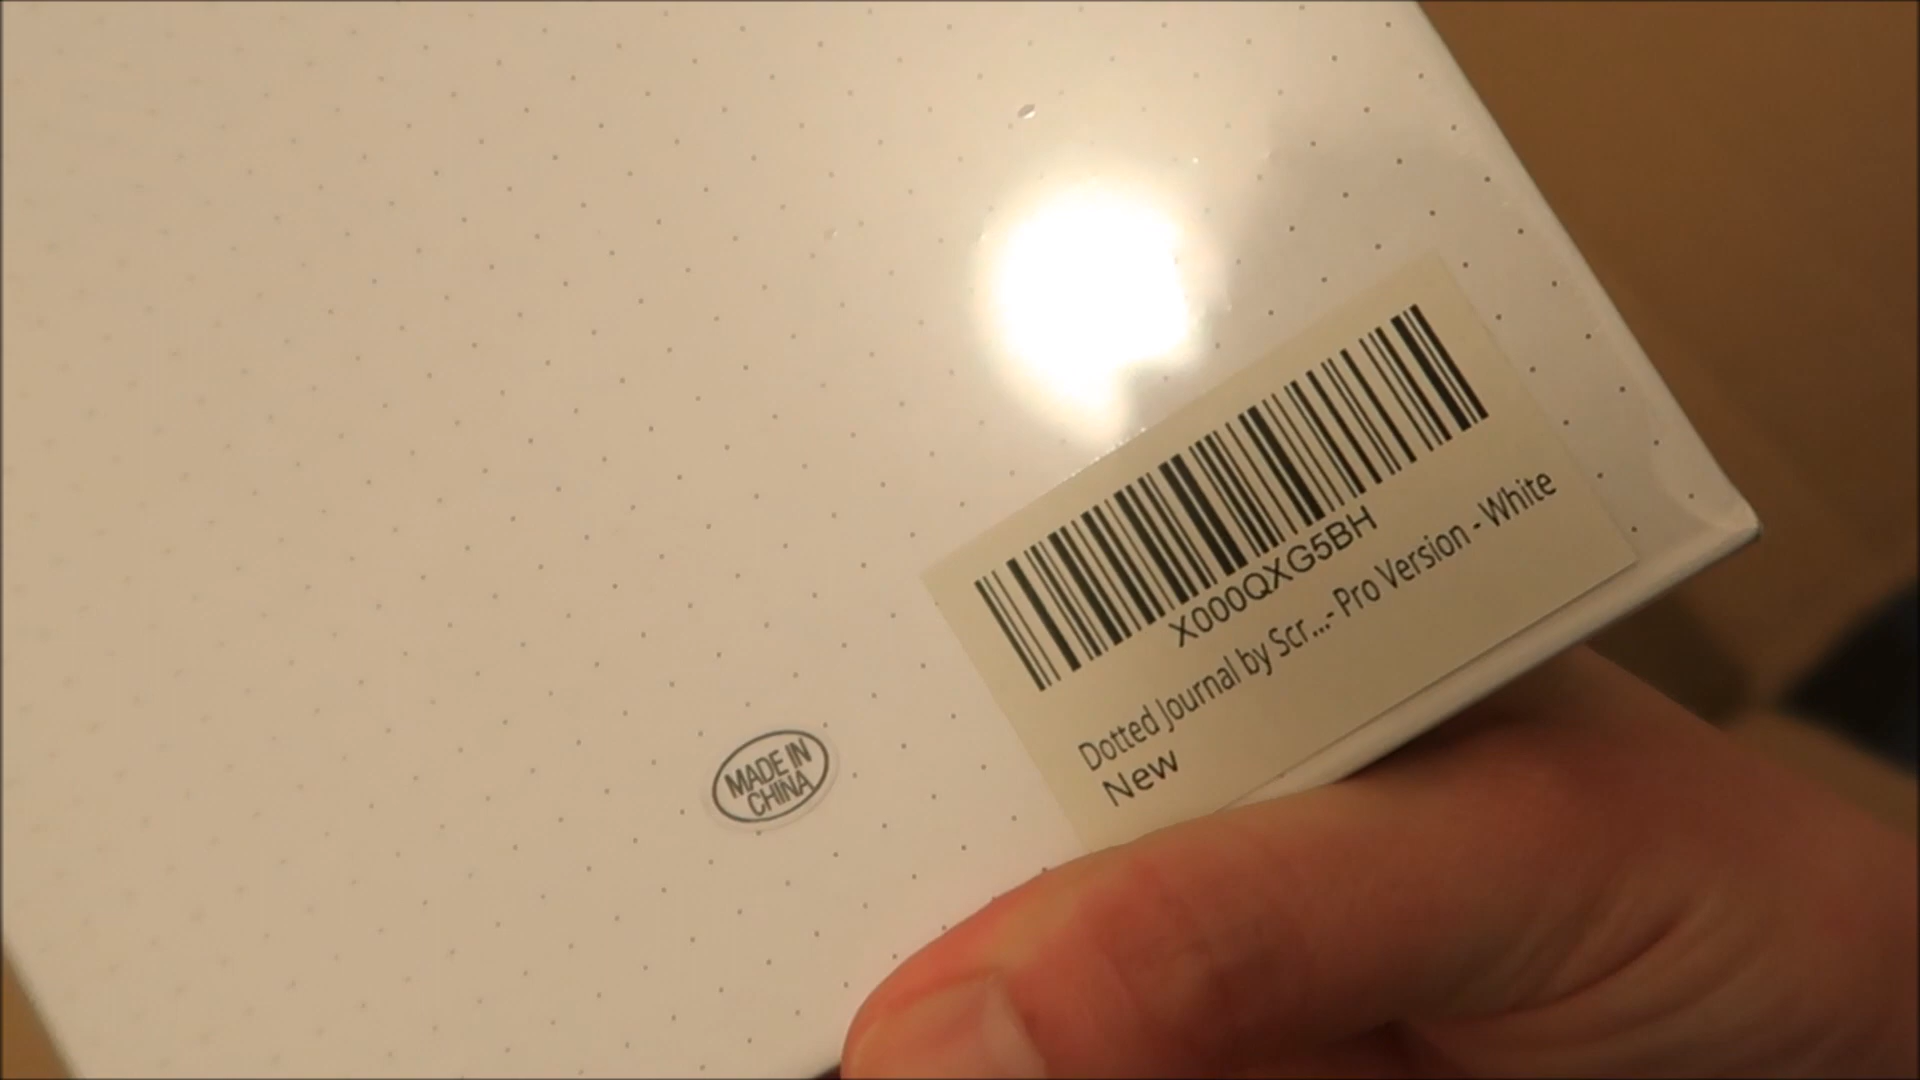 X000QXG5BH
Dotted Journal by Scr...- Pro Version - White
New
MADE IN
CHINA